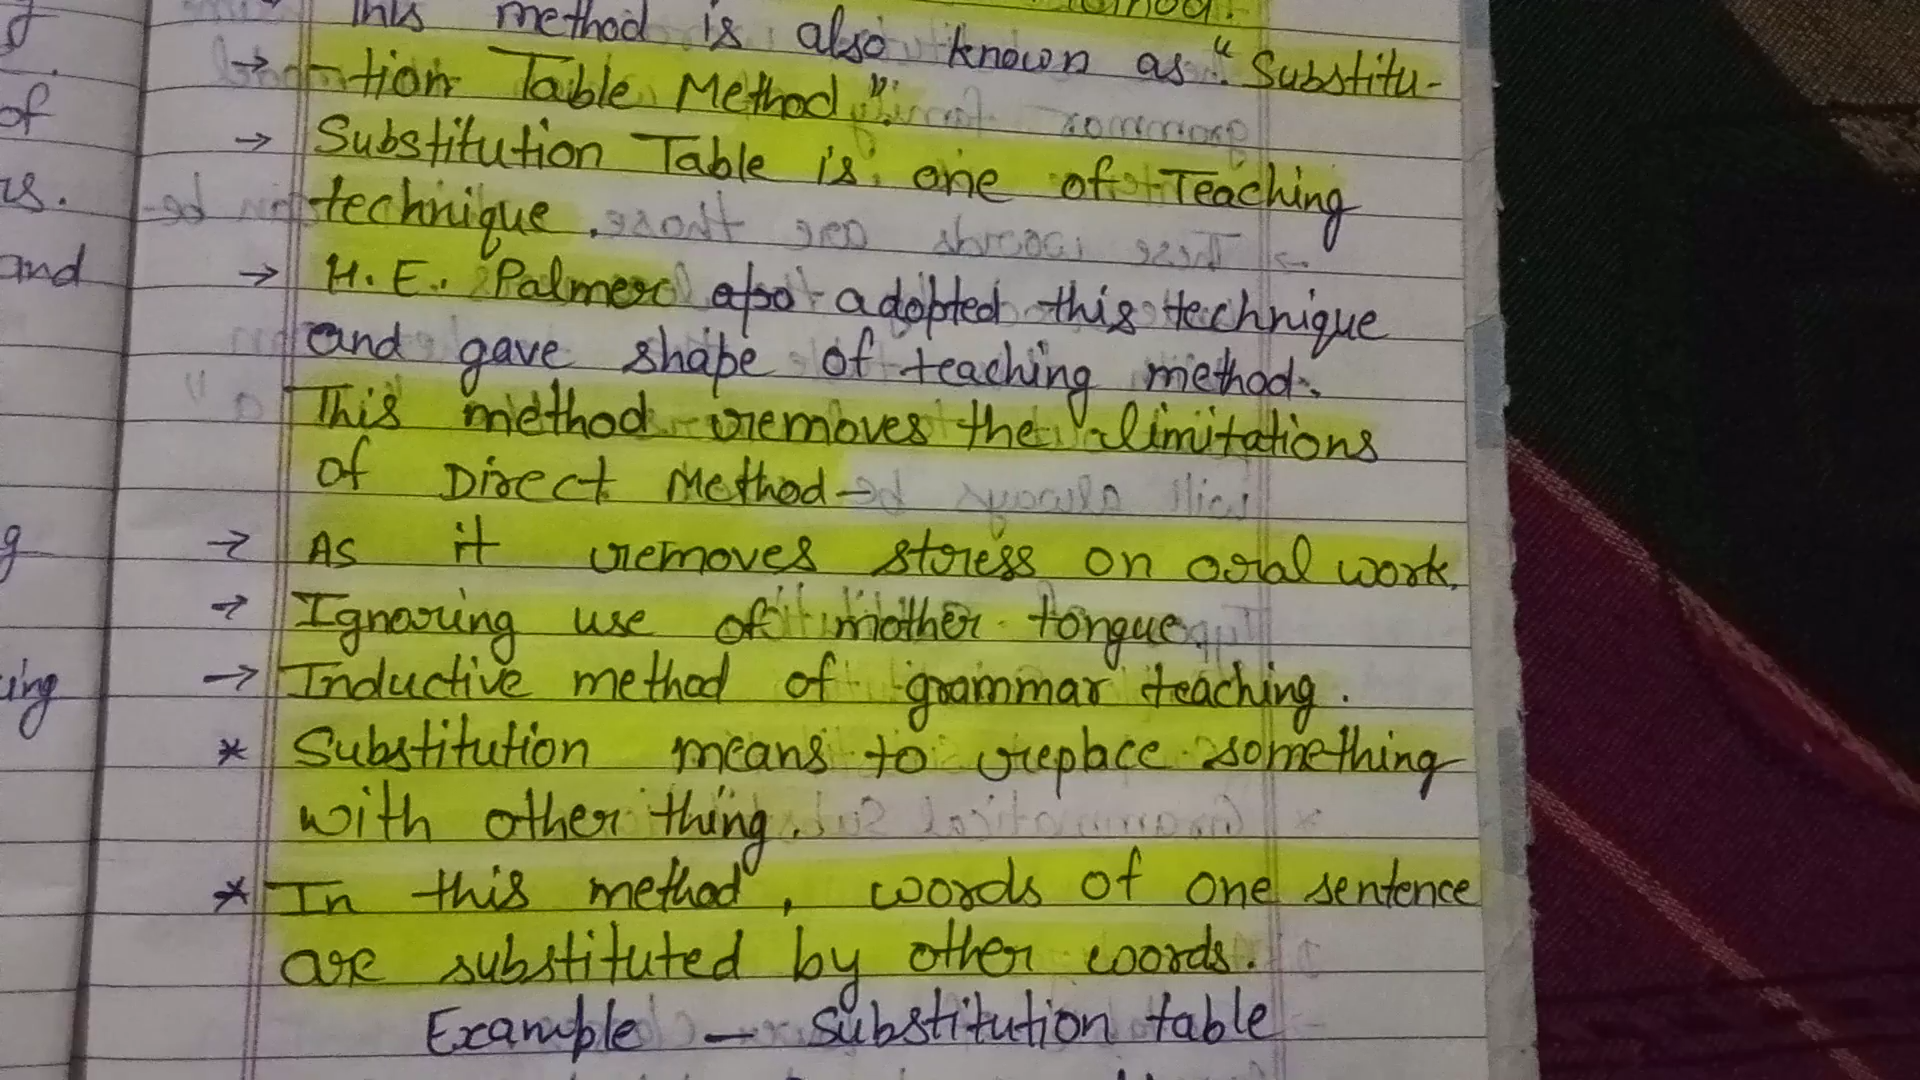 This method is also known as "Substitu-
→ -tion Table Method".
→ Substitution Table is one of Teaching
technique.
→ H. E. Palmer also adopted this technique
and gave shape of teaching method.
This method removes the limitations
of Direct Method -
→ As it removes stress on oral work.
→ Ignoring use of mother tongue
→ Inductive method of grammar teaching.
* Substitution means to replace something
with other thing.
* In this method, words of one sentence
are substituted by other words.
Example - Substitution table
of
rs.
and
g
ing